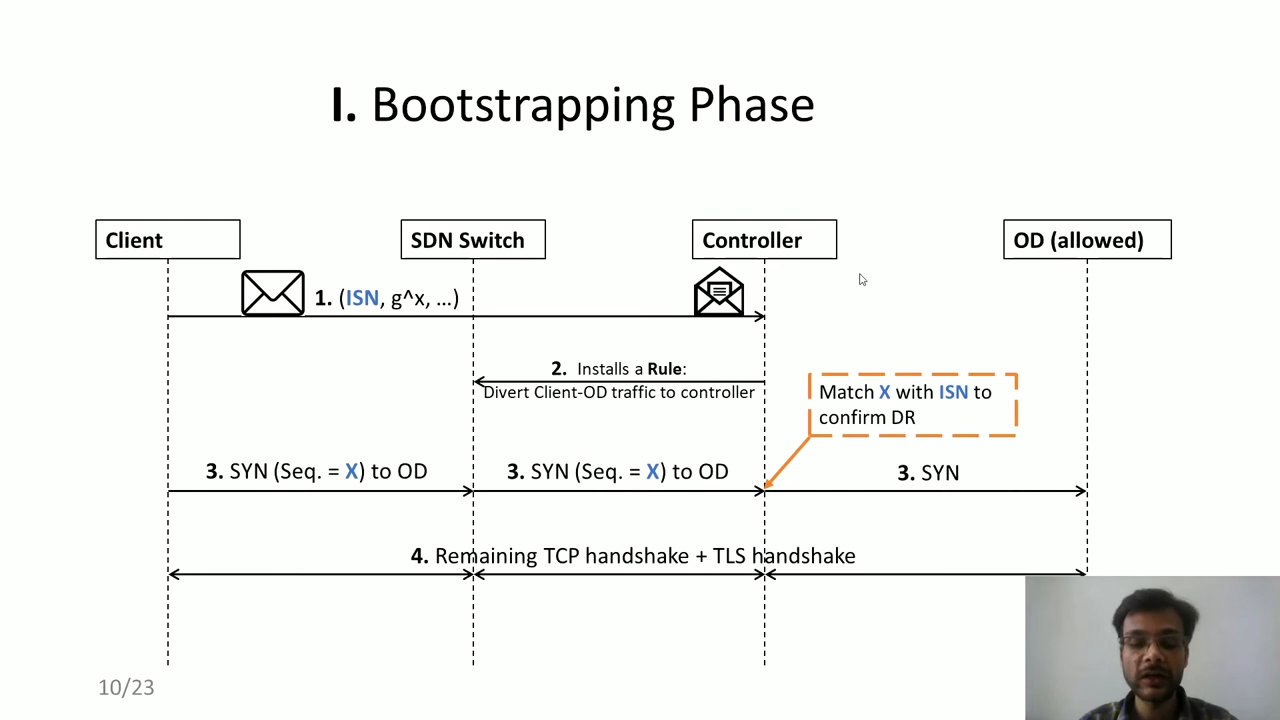 I. Bootstrapping Phase
Client
SDN Switch
Controller
OD (allowed)
1. (ISN, g^x, ...)
2. Installs a Rule:
Divert Client-OD traffic to controller
Match X with ISN to
confirm DR
3. SYN (Seq. = X) to OD
3. SYN (Seq. = X) to OD
3. SYN
4. Remaining TCP handshake + TLS handshake
10/23